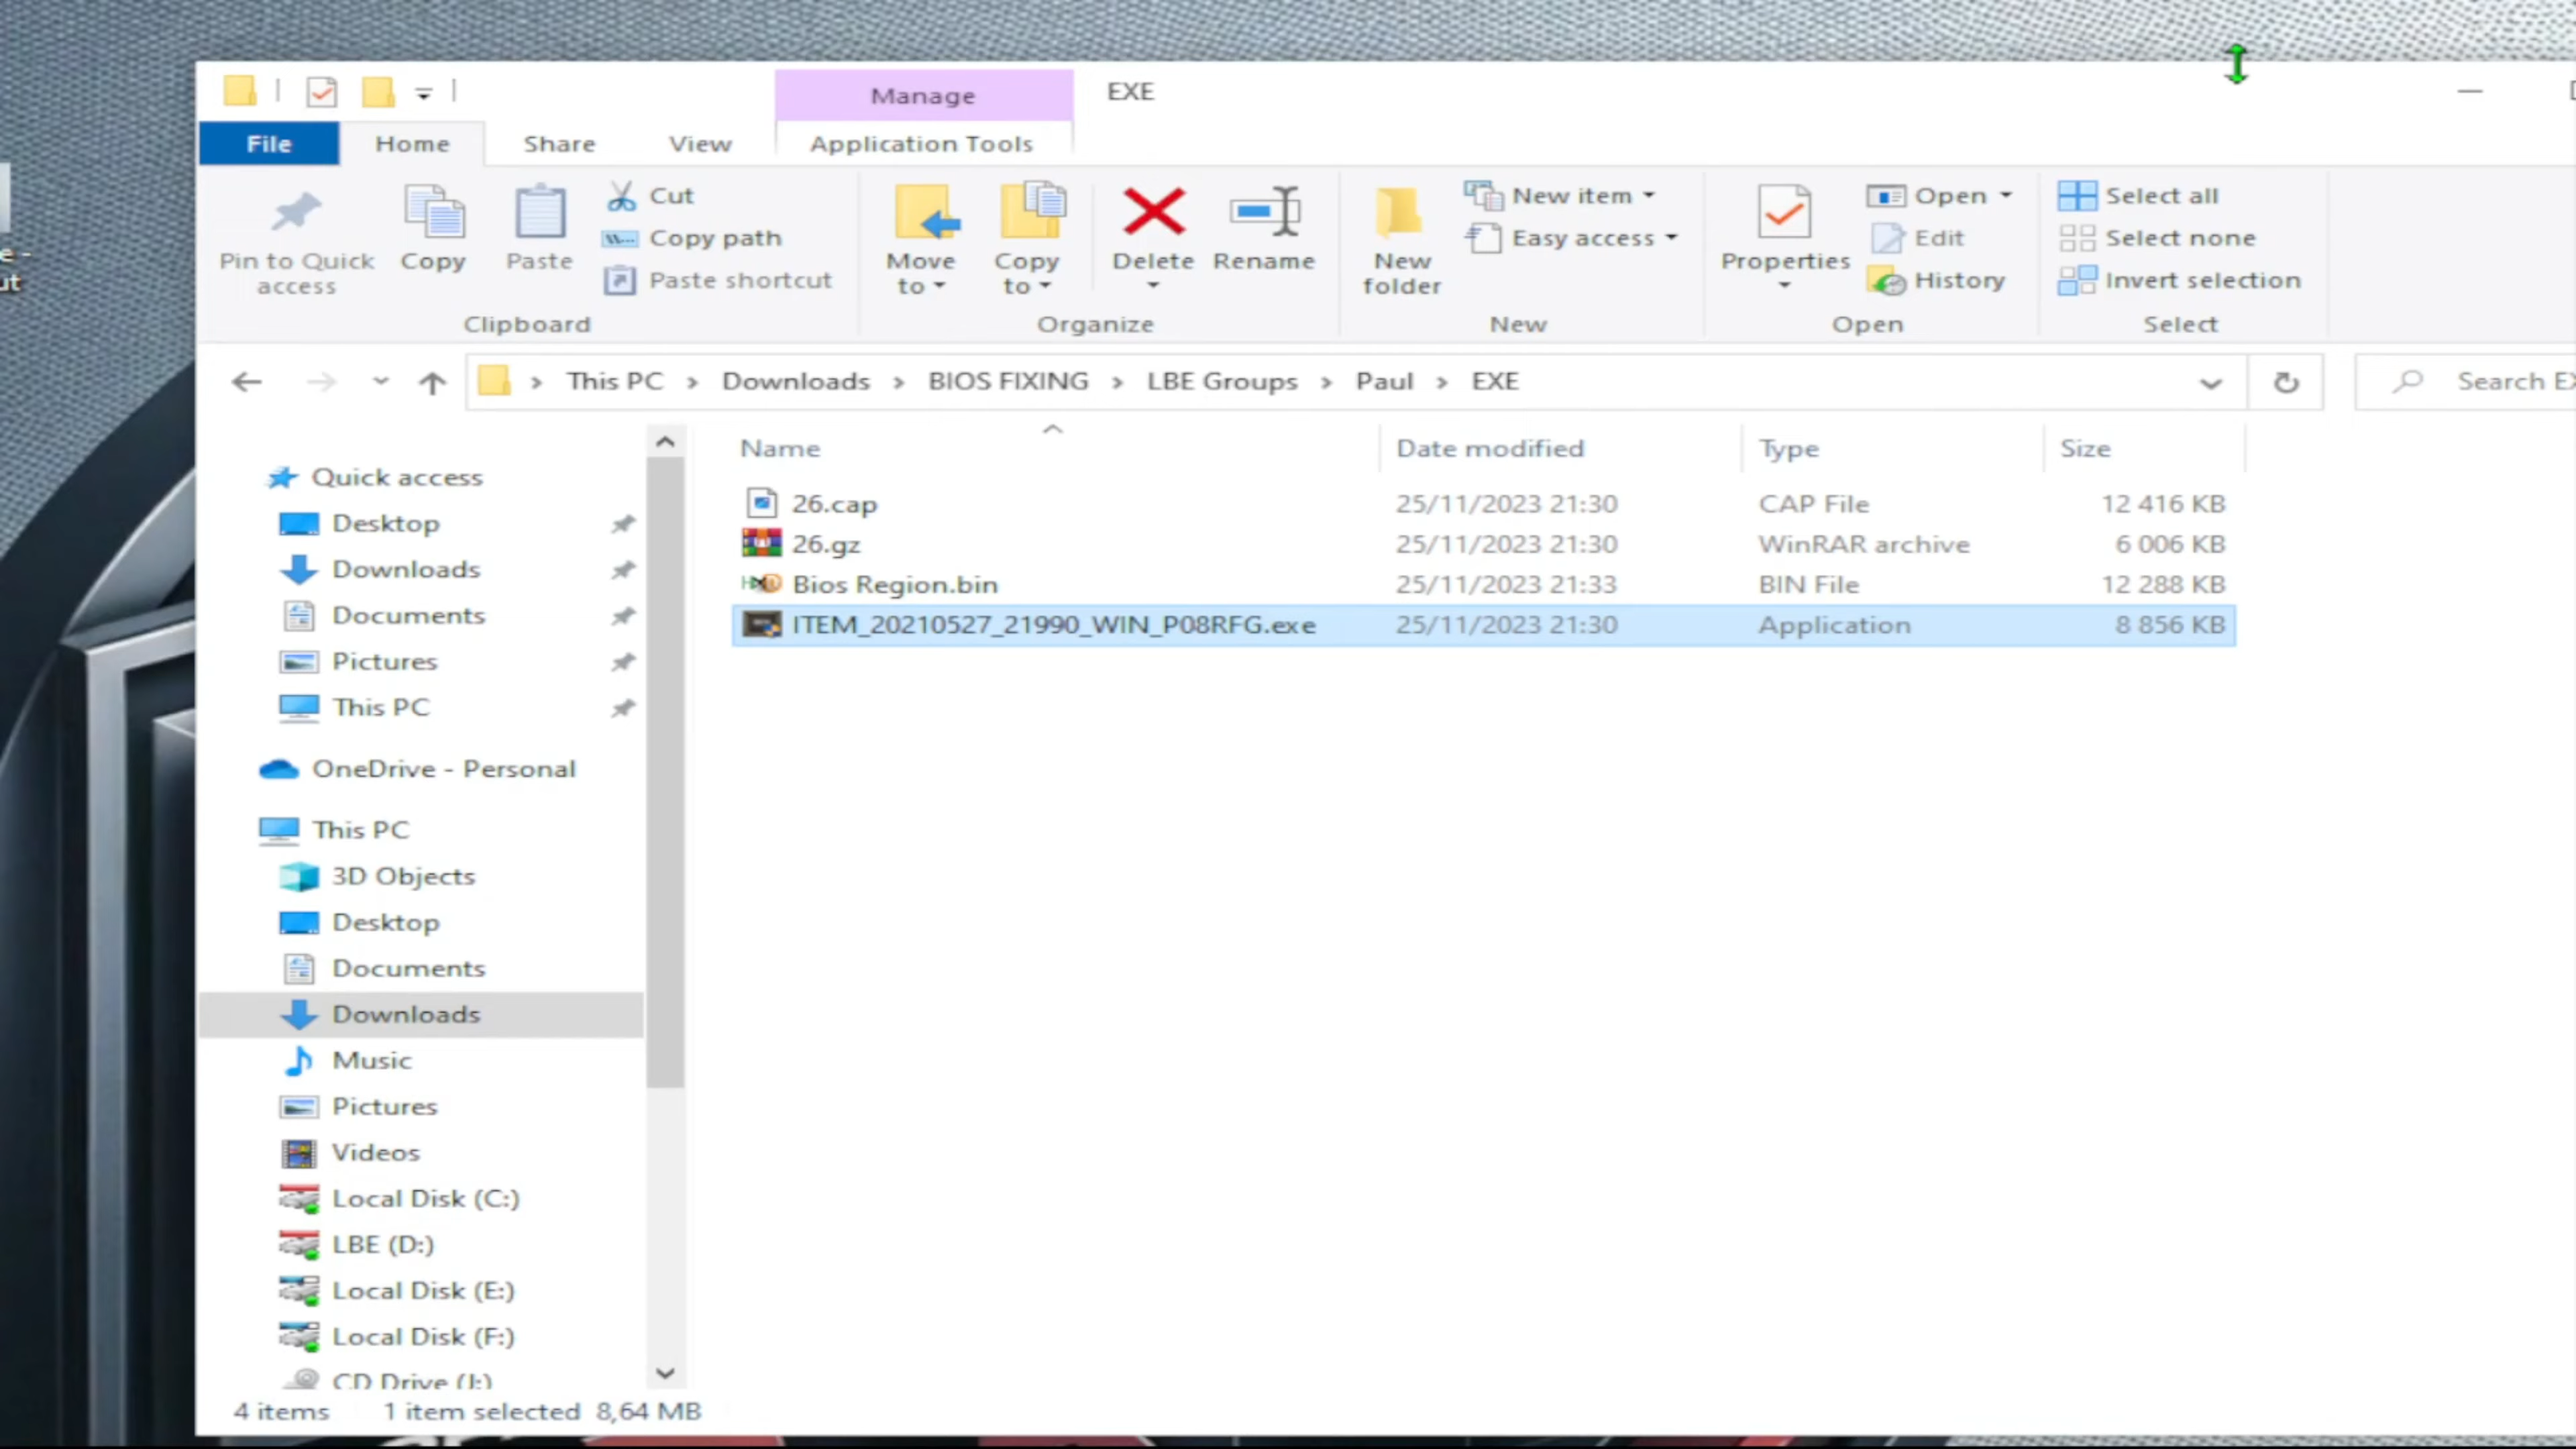 Manage
EXE
File
Home
Share
View
Application Tools
Pin to Quick access
Copy
Paste
Cut
Copy path
Paste shortcut
Clipboard
Move to
Copy to
Delete
Rename
Organize
New folder
New item
Easy access
New
Properties
Open
Edit
History
Open
Select all
Select none
Invert selection
Select
This PC > Downloads > BIOS FIXING > LBE Groups > Paul > EXE
Search
Name Date modified Type Size
26.cap 25/11/2023 21:30 CAP File 12 416 KB
26.gz 25/11/2023 21:30 WinRAR archive 6 006 KB
Bios Region.bin 25/11/2023 21:33 BIN File 12 288 KB
ITEM_20210527_21990_WIN_P08RFG.exe 25/11/2023 21:30 Application 8 856 KB
Quick access
Desktop
Downloads
Documents
Pictures
This PC
OneDrive - Personal
This PC
3D Objects
Desktop
Documents
Downloads
Music
Pictures
Videos
Local Disk (C:)
LBE (D:)
Local Disk (E:)
Local Disk (F:)
CD Drive (J:)
4 items 1 item selected 8,64 MB